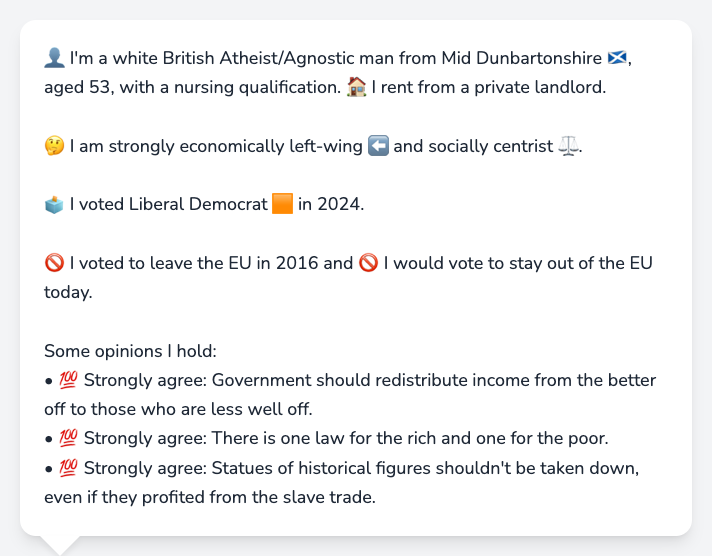 👤 I'm a white British Atheist/Agnostic man from Mid Dunbartonshire 🏴󠁧󠁢󠁳󠁣󠁴󠁿,
aged 53, with a nursing qualification. 🏠 I rent from a private landlord.
🤔 I am strongly economically left-wing ⬅️ and socially centrist ⚖️.
🗳️ I voted Liberal Democrat 🟧 in 2024.
🚫 I voted to leave the EU in 2016 and 🚫 I would vote to stay out of the EU
today.
Some opinions I hold:
• 💯 Strongly agree: Government should redistribute income from the better
off to those who are less well off.
• 💯 Strongly agree: There is one law for the rich and one for the poor.
• 💯 Strongly agree: Statues of historical figures shouldn't be taken down,
even if they profited from the slave trade.